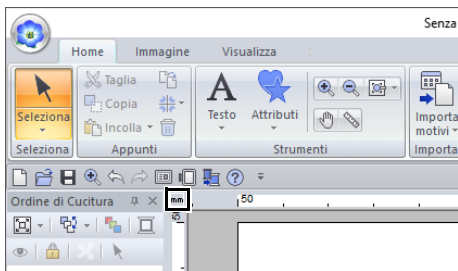 Senza
Home Immagine Visualizza
Seleziona
Taglia
Copia
Incolla
Testo
Attributi
Importa
motivi
Seleziona Appunti Strumenti Importa
Ordine di Cucitura
mm
50